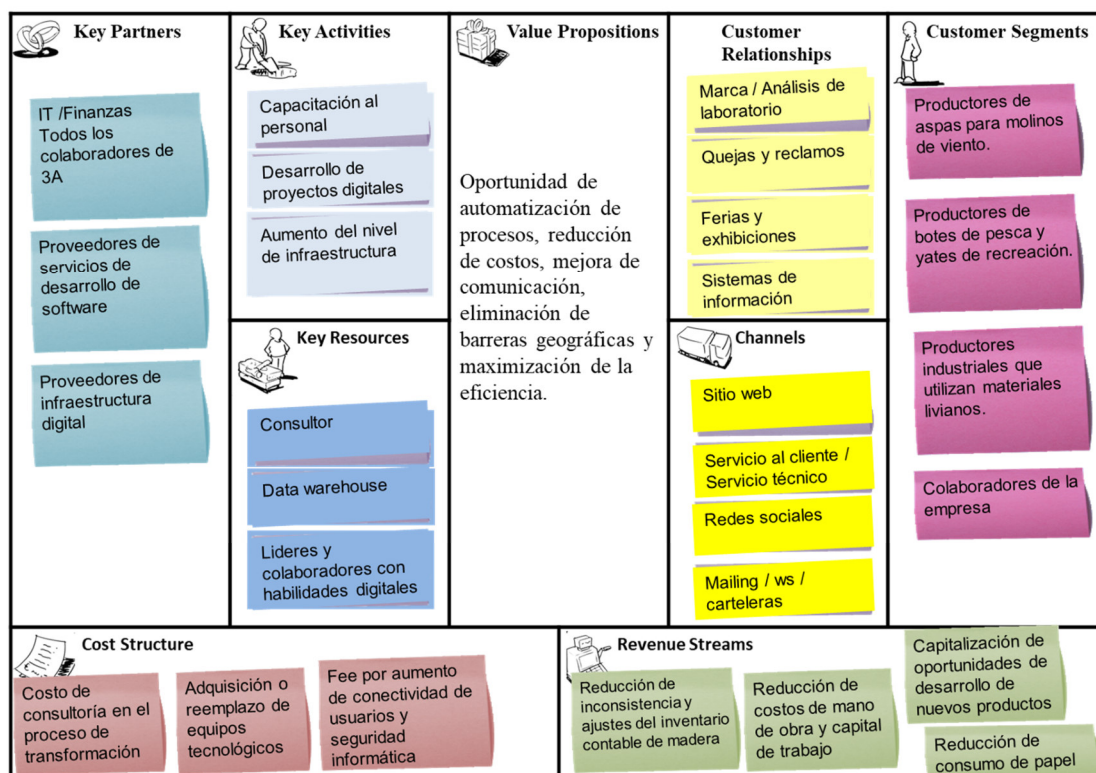 Key Partners
IT /Finanzas
Todos los
colaboradores de
3A
Proveedores de
servicios de
desarrollo de
software
Proveedores de
infraestructura
digital
Key Activities
Capacitación al
personal
Desarrollo de
proyectos digitales
Aumento del nivel
de infraestructura
Key Resources
Consultor
Data warehouse
Lideres y
colaboradores con
habilidades digitales
Value Propositions
Oportunidad de
automatización de
procesos, reducción
de costos, mejora de
comunicación,
eliminación de
barreras geográficas y
maximización de la
eficiencia.
Customer
Relationships
Marca / Análisis de
laboratorio
Quejas y reclamos
Ferias y
exhibiciones
Sistemas de
información
Channels
Sitio web
Servicio al cliente /
Servicio técnico
Redes sociales
Mailing / ws /
carteleras
Customer Segments
Productores de
aspas para molinos
de viento.
Productores de
botes de pesca y
yates de recreación.
Productores
industriales que
utilizan materiales
livianos.
Colaboradores de la
empresa
Cost Structure
Costo de
consultoría en el
proceso de
transformación
Adquisición o
reemplazo de
equipos
tecnológicos
Fee por aumento
de conectividad de
usuarios y
seguridad
informática
Revenue Streams
Reducción de
inconsistencia y
ajustes del inventario
contable de madera
Reducción de
costos de mano
de obra y capital
de trabajo
Capitalización de
oportunidades de
desarrollo de
nuevos productos
Reducción de
consumo de papel